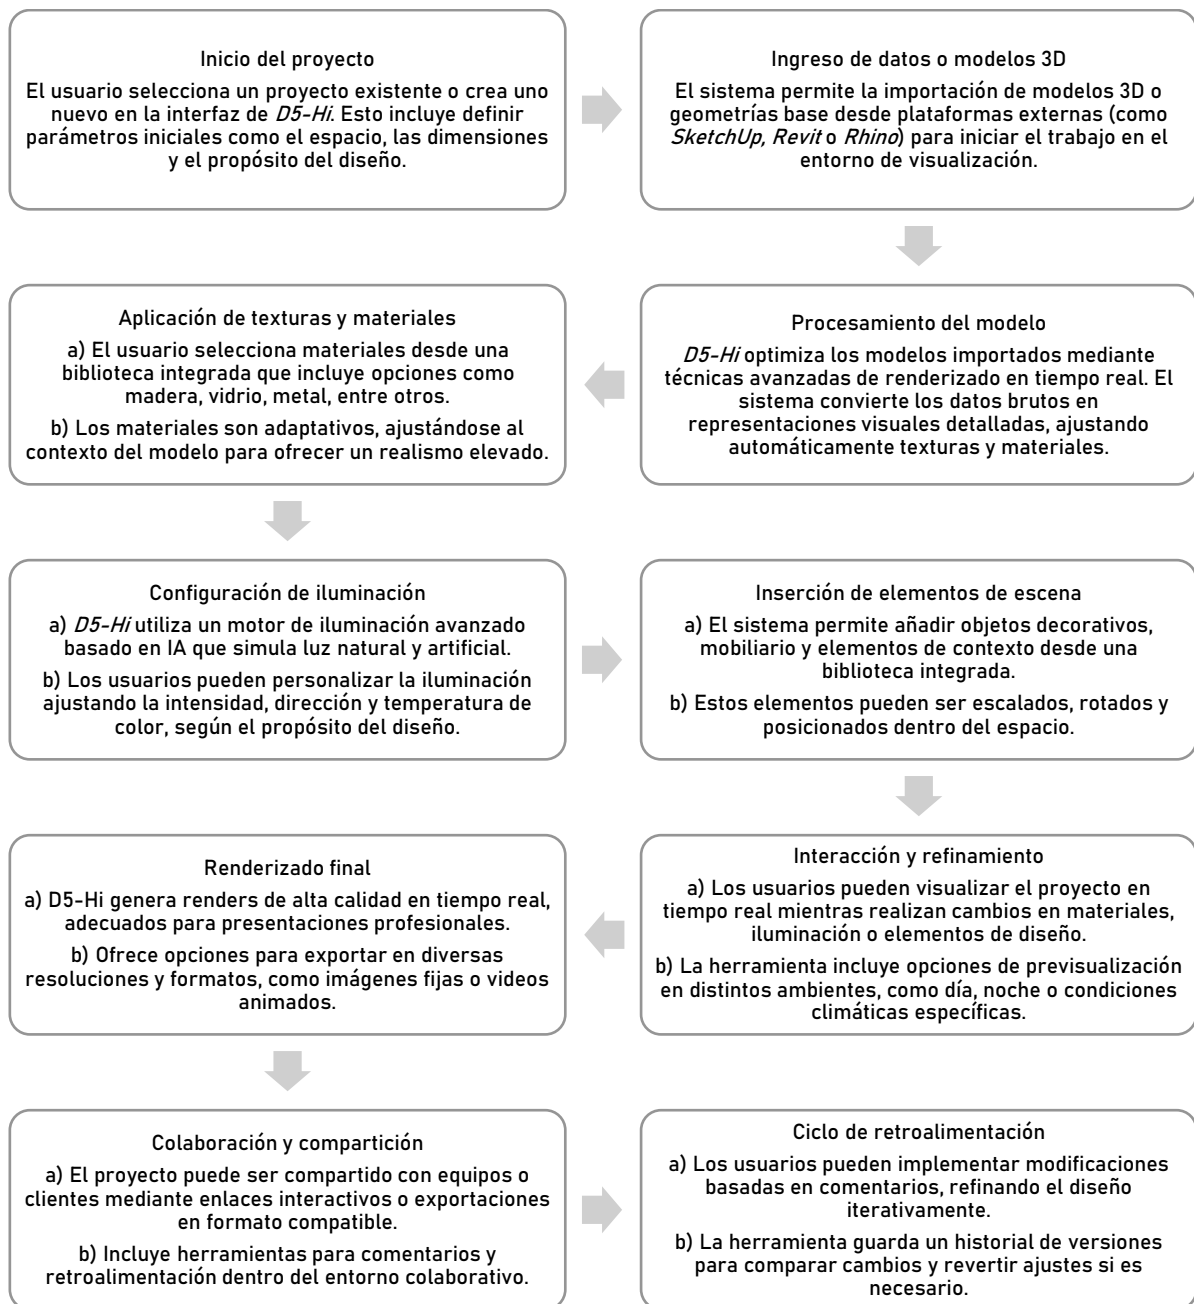 Inicio del proyecto
El usuario selecciona un proyecto existente o crea uno
nuevo en la interfaz de D5-Hi. Esto incluye definir
parámetros iniciales como el espacio, las dimensiones
y el propósito del diseño.
Ingreso de datos o modelos 3D
El sistema permite la importación de modelos 3D o
geometrías base desde plataformas externas (como
SketchUp, Revit o Rhino) para iniciar el trabajo en el
entorno de visualización.
Procesamiento del modelo
D5-Hi optimiza los modelos importados mediante
técnicas avanzadas de renderizado en tiempo real. El
sistema convierte los datos brutos en
representaciones visuales detalladas, ajustando
automáticamente texturas y materiales.
Aplicación de texturas y materiales
a) El usuario selecciona materiales desde una
biblioteca integrada que incluye opciones como
madera, vidrio, metal, entre otros.
b) Los materiales son adaptativos, ajustándose al
contexto del modelo para ofrecer un realismo elevado.
Configuración de iluminación
a) D5-Hi utiliza un motor de iluminación avanzado
basado en IA que simula luz natural y artificial.
b) Los usuarios pueden personalizar la iluminación
ajustando la intensidad, dirección y temperatura de
color, según el propósito del diseño.
Inserción de elementos de escena
a) El sistema permite añadir objetos decorativos,
mobiliario y elementos de contexto desde una
biblioteca integrada.
b) Estos elementos pueden ser escalados, rotados y
posicionados dentro del espacio.
Interacción y refinamiento
a) Los usuarios pueden visualizar el proyecto en
tiempo real mientras realizan cambios en materiales,
iluminación o elementos de diseño.
b) La herramienta incluye opciones de previsualización
en distintos ambientes, como día, noche o condiciones
climáticas específicas.
Renderizado final
a) D5-Hi genera renders de alta calidad en tiempo real,
adecuados para presentaciones profesionales.
b) Ofrece opciones para exportar en diversas
resoluciones y formatos, como imágenes fijas o videos
animados.
Colaboración y compartición
a) El proyecto puede ser compartido con equipos o
clientes mediante enlaces interactivos o exportaciones
en formato compatible.
b) Incluye herramientas para comentarios y
retroalimentación dentro del entorno colaborativo.
Ciclo de retroalimentación
a) Los usuarios pueden implementar modificaciones
basadas en comentarios, refinando el diseño
iterativamente.
b) La herramienta guarda un historial de versiones
para comparar cambios y revertir ajustes si es
necesario.